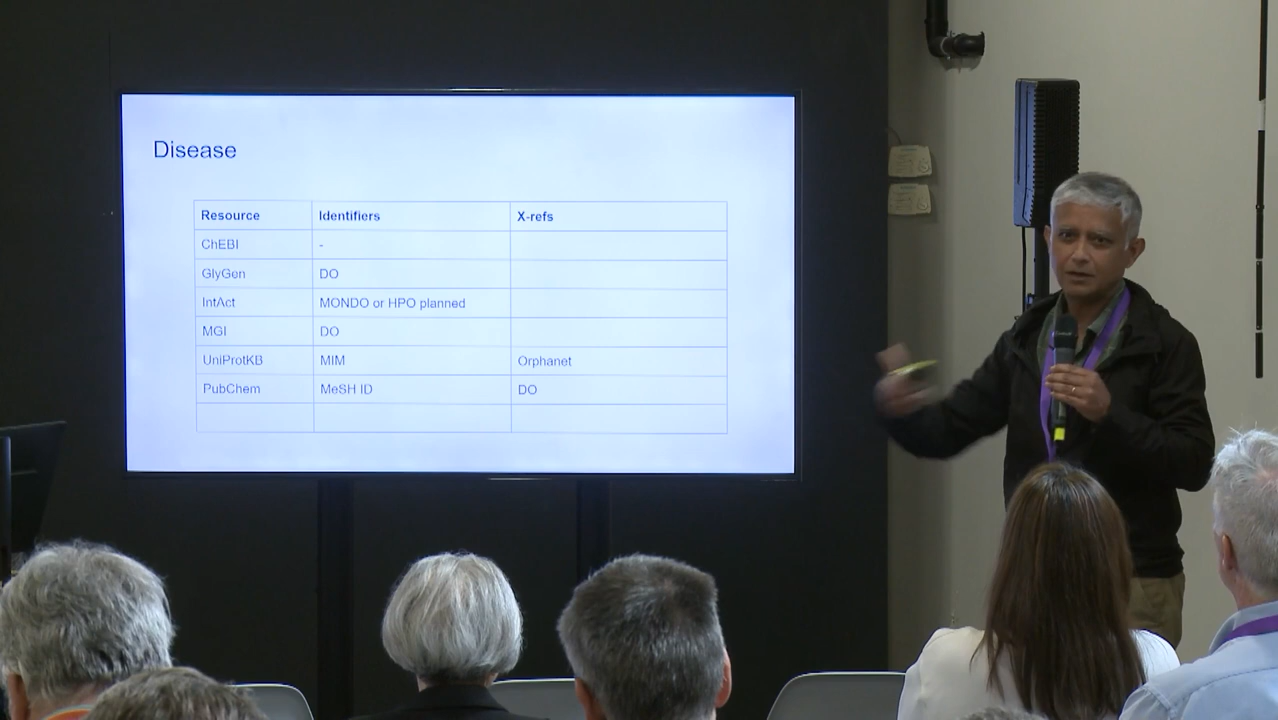 Disease
Resource Identifiers X-refs
ChEBI -
GlyGen DO
IntAct MONDO or HPO planned
MGI DO
UniProtKB MIM Orphanet
PubChem MeSH ID DO